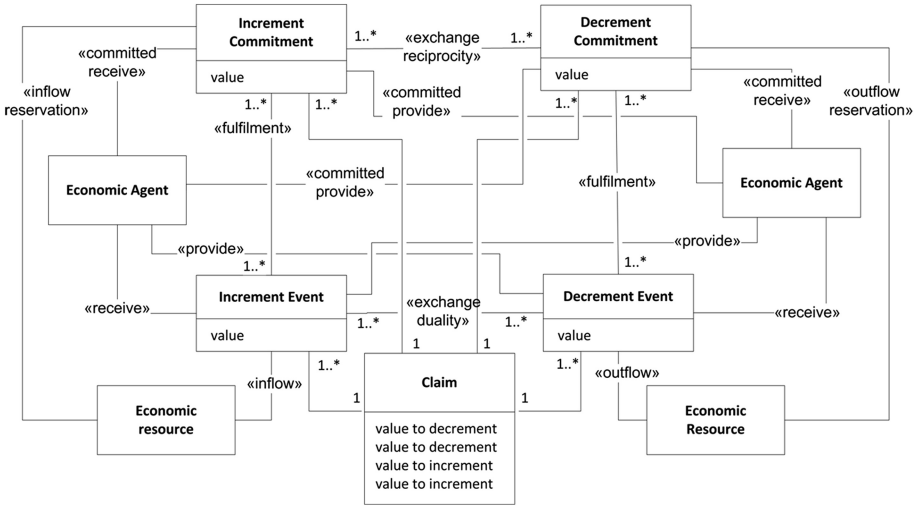 Increment
Commitment
value
Decrement
Commitment
value
1..*
«exchange
reciprocity»
1..*
«committed
receive»
«inflow
reservation»
«committed
provide»
«committed
receive»
«outflow
reservation»
1..*
1..*
1..*
1..*
«fulfilment»
Economic Agent
«committed
provide»
«fulfilment»
Economic Agent
«provide»
«provide»
1..*
1..*
Increment Event
value
«receive»
«exchange
duality»
1..*
1..*
Decrement Event
value
«receive»
1
1
1..*
1..*
«inflow»
«outflow»
Claim
value to decrement
value to decrement
value to increment
value to increment
1
1
Economic
resource
Economic
Resource